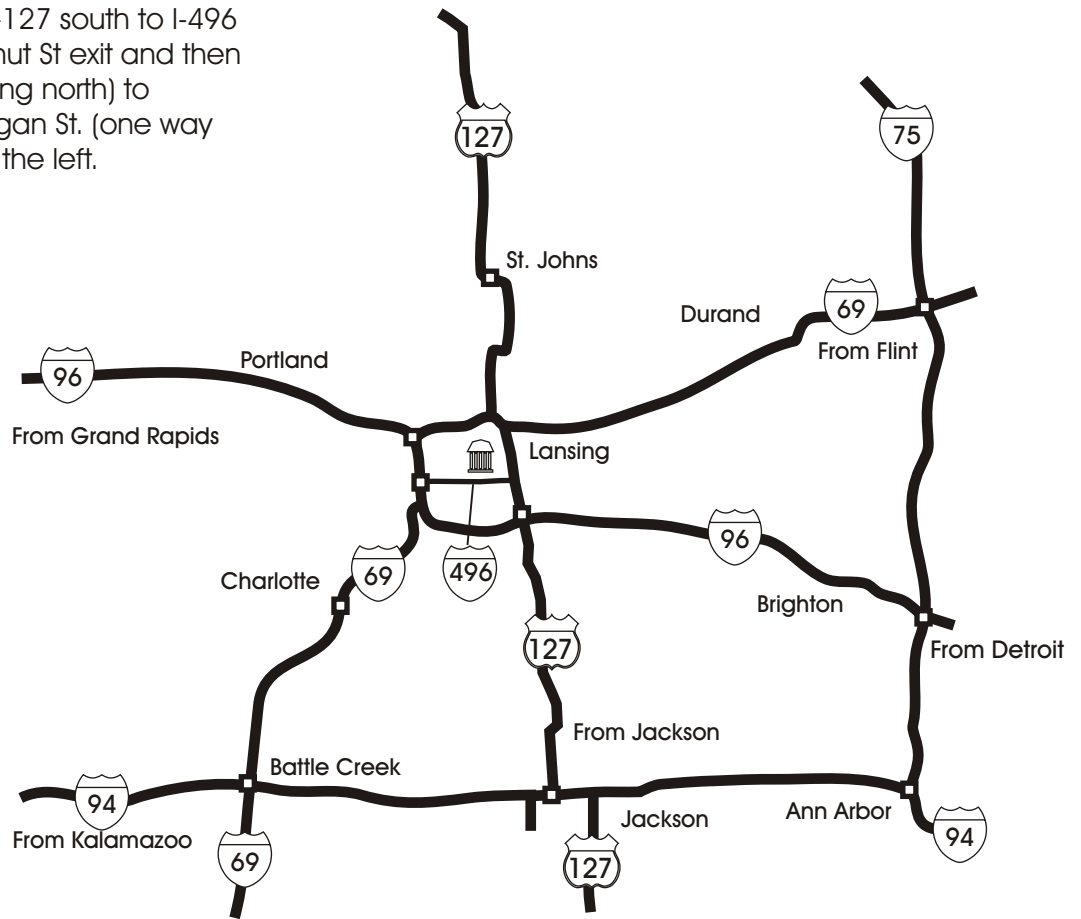 -127 south to I-496
nut St exit and then
ng north) to
gan St. (one way
the left.
127
75
St. Johns
Durand
69
From Flint
Portland
96
From Grand Rapids
Lansing
96
69
496
Charlotte
Brighton
127
From Detroit
From Jackson
Battle Creek
94
From Kalamazoo
Ann Arbor
Jackson
94
69
127